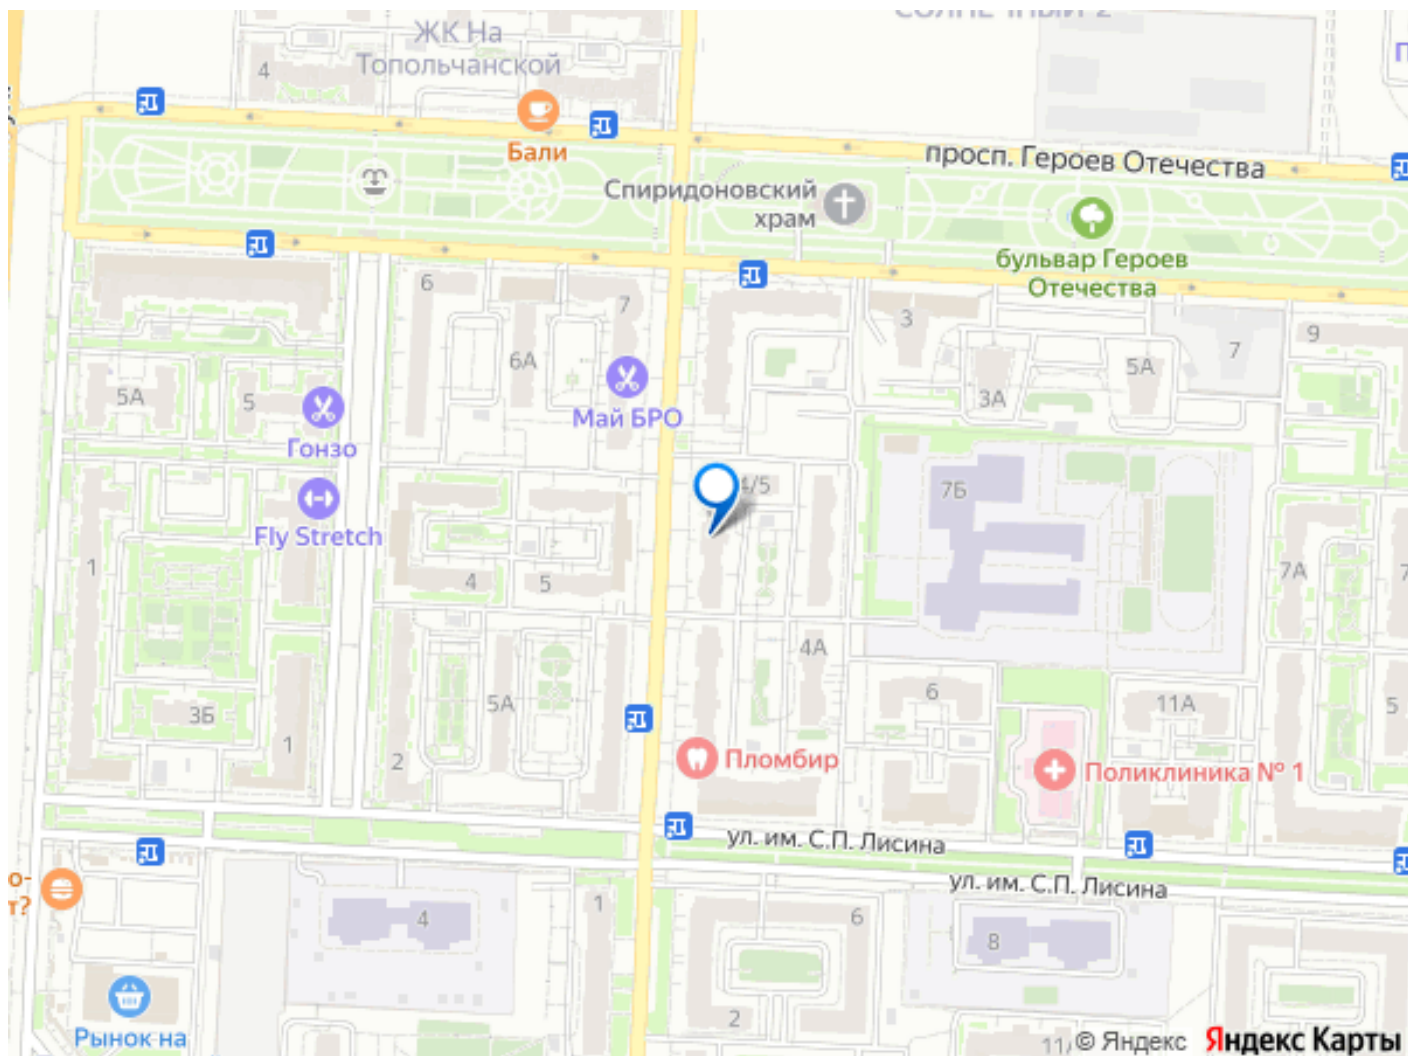 СОЛНЕЧНЫЙ-2
ЖК На
Топольчанской
4
Бали
просп. Героев Отечества
Спиридоновский
храм
бульвар Героев
Отечества
6
7
3
9
7
6А
5А
5А
5
3А
Май БРО
Гонзо
4/5
7Б
Fly Stretch
1
4
5
7А
4А
3Б
5А
6
11А
5
1
2
Пломбир
Поликлиника № 1
ул. им. С.П. Лисина
ул. им. С.П. Лисина
4
1
6
8
2
Рынок на
© Яндекс
Яндекс Карты